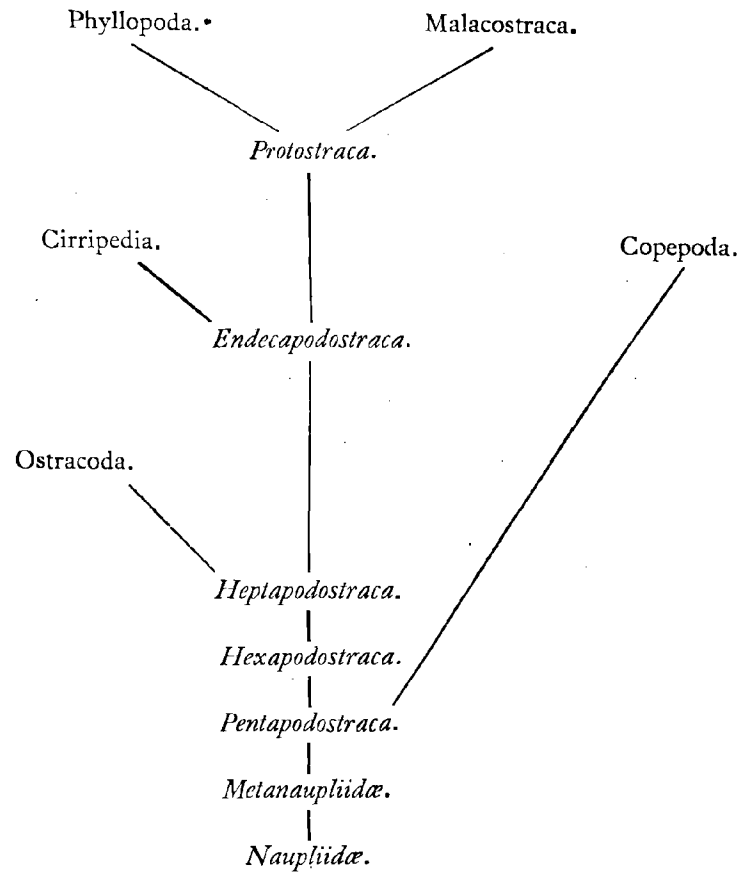 Phyllopoda.
Malacostraca.
Protostraca.
Cirripedia.
Copepoda.
Endecapodostraca.
Ostracoda.
Heptapodostraca.
Hexapodostraca.
Pentapodostraca.
Metanaupliidæ.
Naupliidæ.